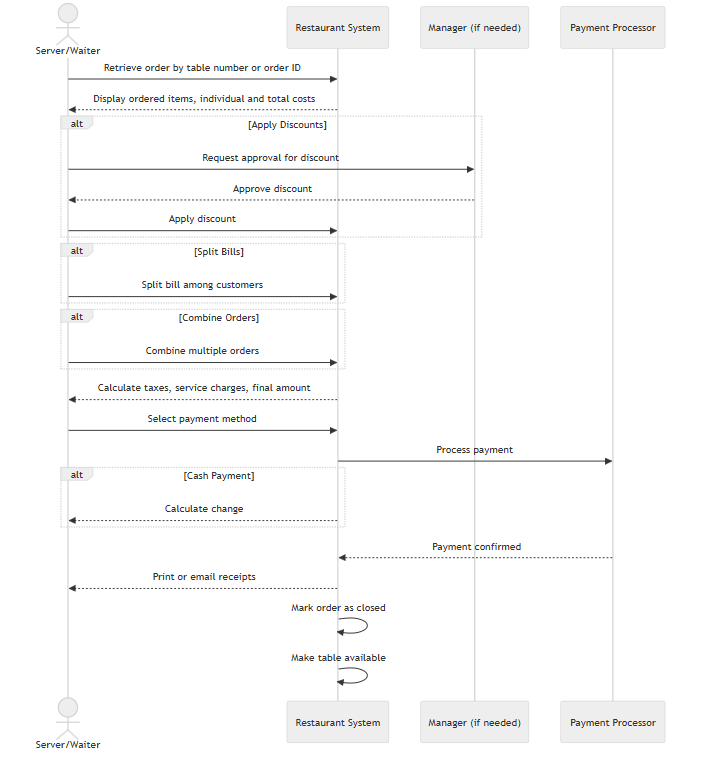 Server/Waiter
Restaurant System
Manager (if needed)
Payment Processor
Retrieve order by table number or order ID
Display ordered items, individual and total costs
alt
[Apply Discounts]
Request approval for discount
Approve discount
Apply discount
alt
[Split Bills]
Split bill among customers
alt
[Combine Orders]
Combine multiple orders
Calculate taxes, service charges, final amount
Select payment method
Process payment
alt
[Cash Payment]
Calculate change
Payment confirmed
Print or email receipts
Mark order as closed
Make table available
Server/Waiter
Restaurant System
Manager (if needed)
Payment Processor